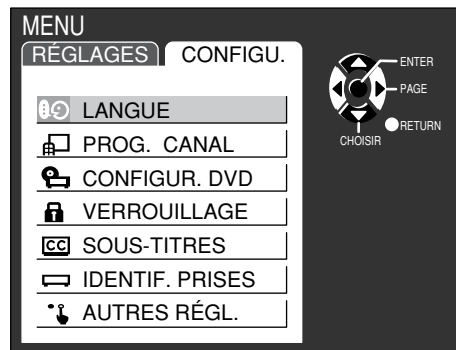 MENU
RÉGLAGES CONFIGU.
LANGUE
PROG. CANAL
CONFIGUR. DVD
VERROUILLAGE
CC SOUS-TITRES
IDENTIF. PRISES
AUTRES RÉGL.
ENTER
PAGE
RETURN
CHOISIR